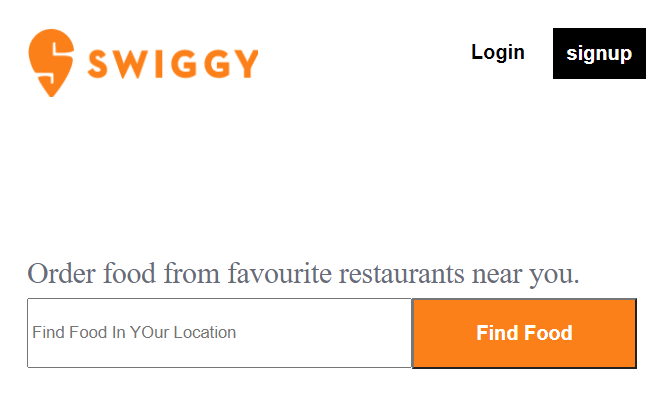 SWIGGY
Login
signup
Order food from favourite restaurants near you.
Find Food In YOur Location
Find Food